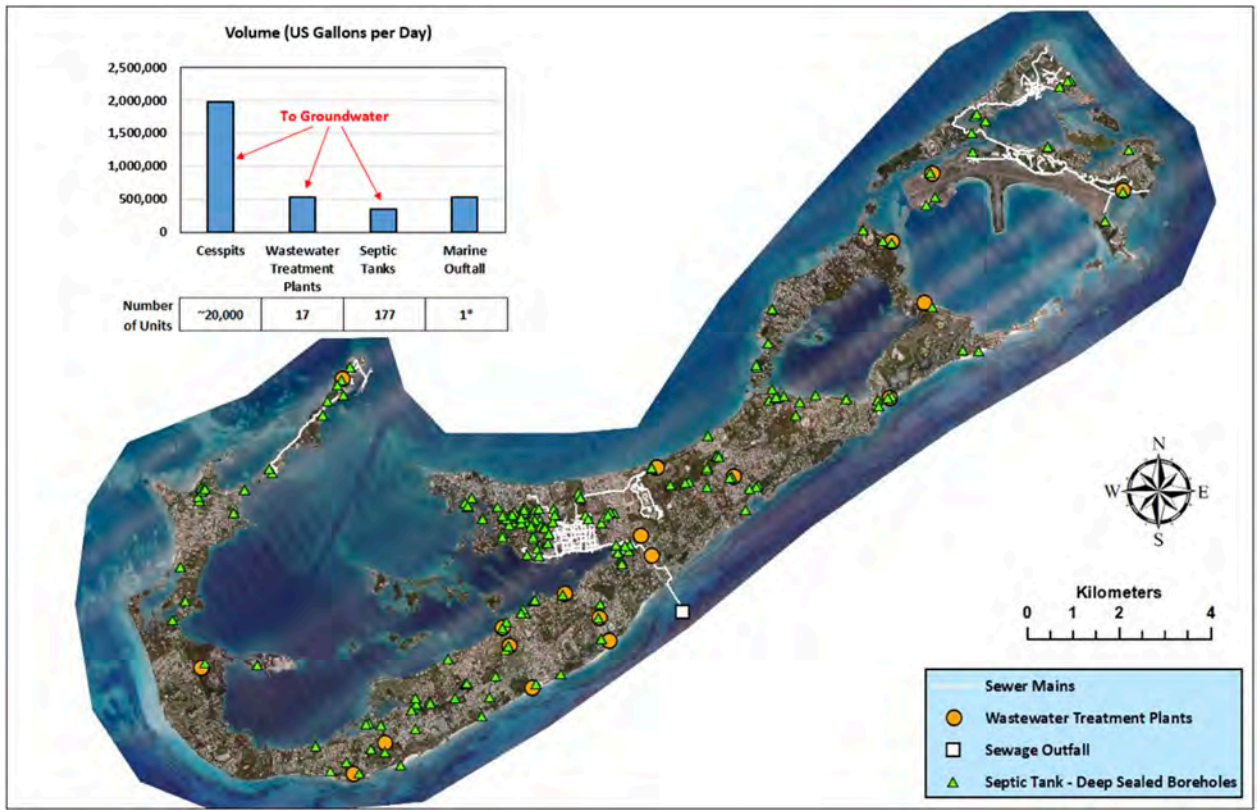 Volume (US Gallons per Day)
2,500,000
2,000,000
1,500,000
1,000,000
500,000
0
To Groundwater
Cesspits
Wastewater
Treatment
Plants
Septic
Tanks
Marine
Ouftall
Number
of Units
~20,000
17
177
1*
N
W
E
S
Kilometers
0 1 2 4
Sewer Mains
Wastewater Treatment Plants
Sewage Outfall
Septic Tank - Deep Sealed Boreholes